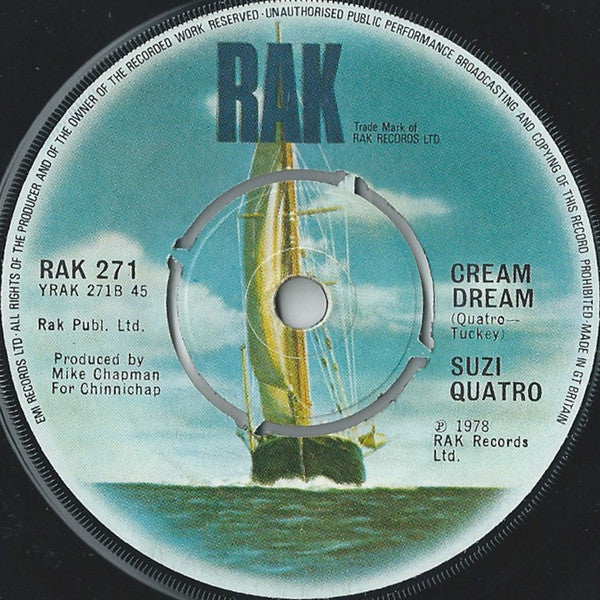 EMI RECORDS LTD · ALL RIGHTS OF THE PRODUCER AND OF THE OWNER OF THE RECORDED WORK RESERVED · UNAUTHORISED PUBLIC PERFORMANCE BROADCASTING AND COPYING OF THIS RECORD PROHIBITED · MADE IN GT BRITAIN
RAK
Trade Mark of
RAK RECORDS LTD.
RAK 271
YRAK 271B 45
Rak Publ. Ltd.
Produced by
Mike Chapman
For Chinnichap
CREAM
DREAM
(Quatro—
Tuckey)
SUZI
QUATRO
℗ 1978
RAK Records
Ltd.